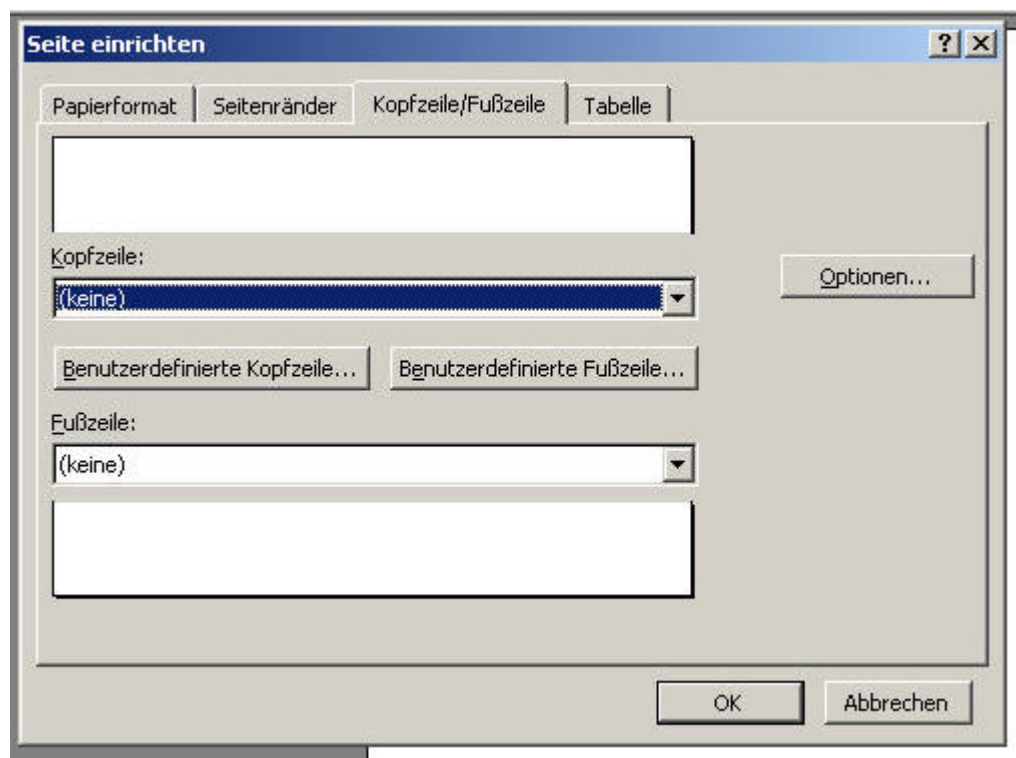 Seite einrichten
Papierformat Seitenränder Kopfzeile/Fußzeile Tabelle
Kopfzeile:
Optionen...
(keine)
Benutzerdefinierte Kopfzeile... Benutzerdefinierte Fußzeile...
Fußzeile:
(keine)
OK Abbrechen